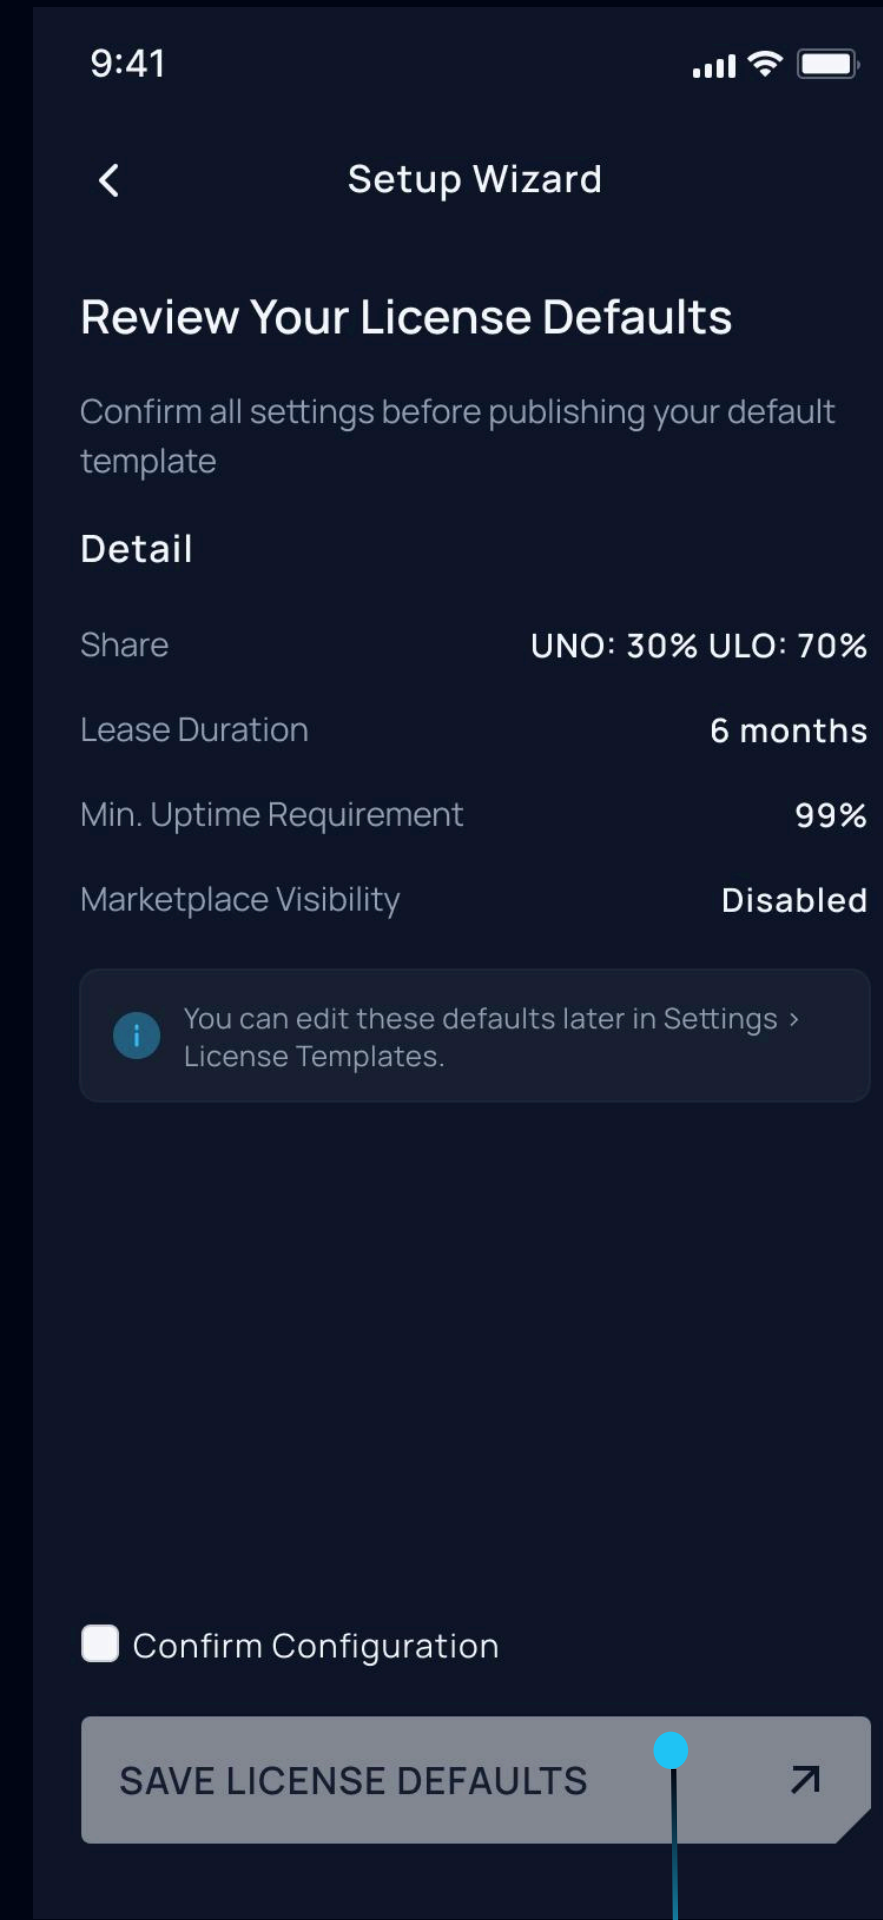 9:41
Setup Wizard
Review Your License Defaults
Confirm all settings before publishing your default
template
Detail
Share UNO: 30% ULO: 70%
Lease Duration 6 months
Min. Uptime Requirement 99%
Marketplace Visibility Disabled
You can edit these defaults later in Settings >
License Templates.
Confirm Configuration
SAVE LICENSE DEFAULTS